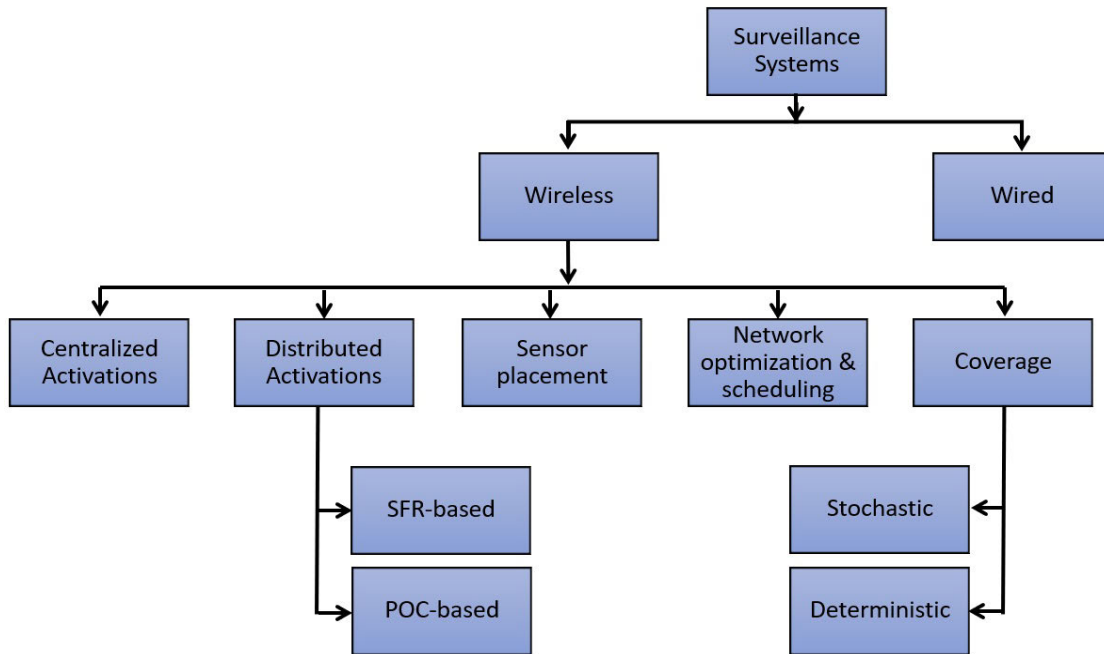 Surveillance
Systems
Wireless
Wired
Centralized
Activations
Distributed
Activations
Sensor
placement
Network
optimization &
scheduling
Coverage
SFR-based
Stochastic
POC-based
Deterministic